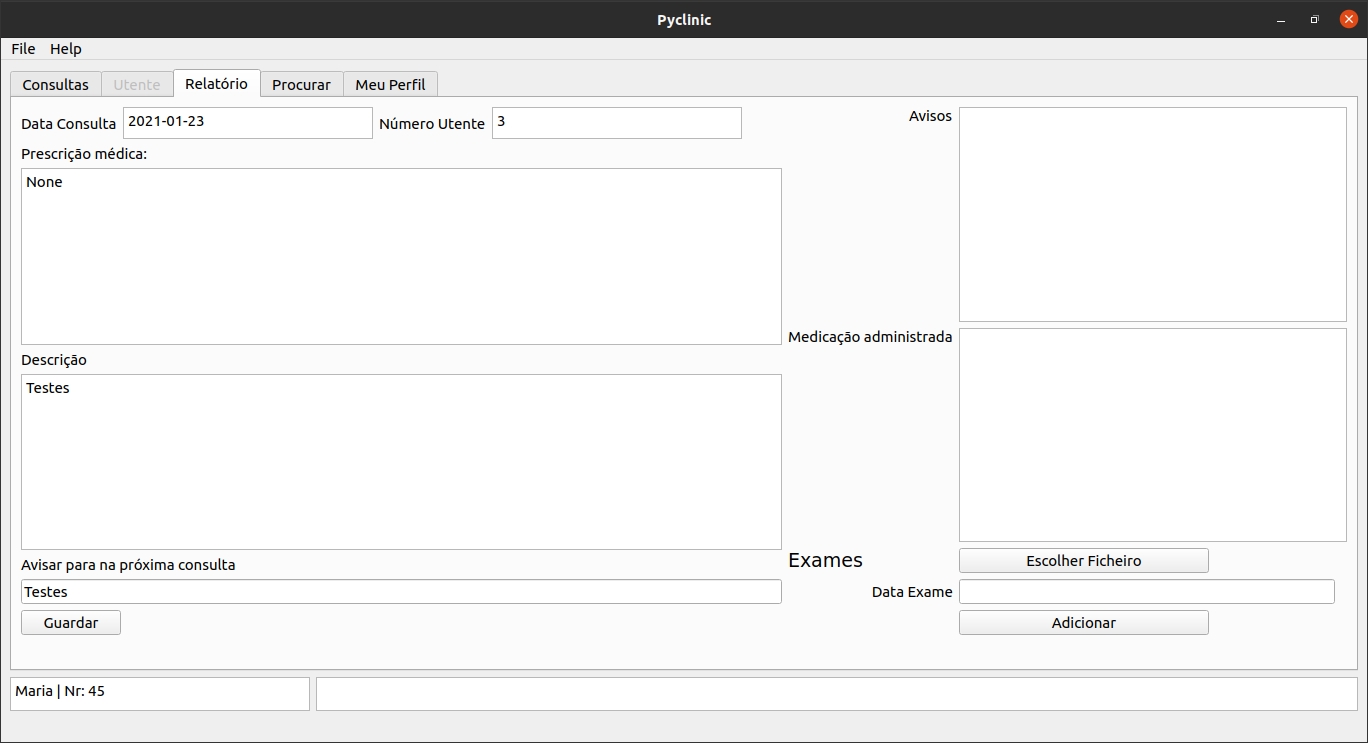 Pyclinic
File Help
Consultas Utente Relatório Procurar Meu Perfil
Data Consulta 2021-01-23 Número Utente 3
Avisos
Prescrição médica:
None
Medicação administrada
Descrição
Testes
Avisar para na próxima consulta
Testes
Guardar
Exames Escolher Ficheiro
Data Exame
Adicionar
Maria | Nr: 45